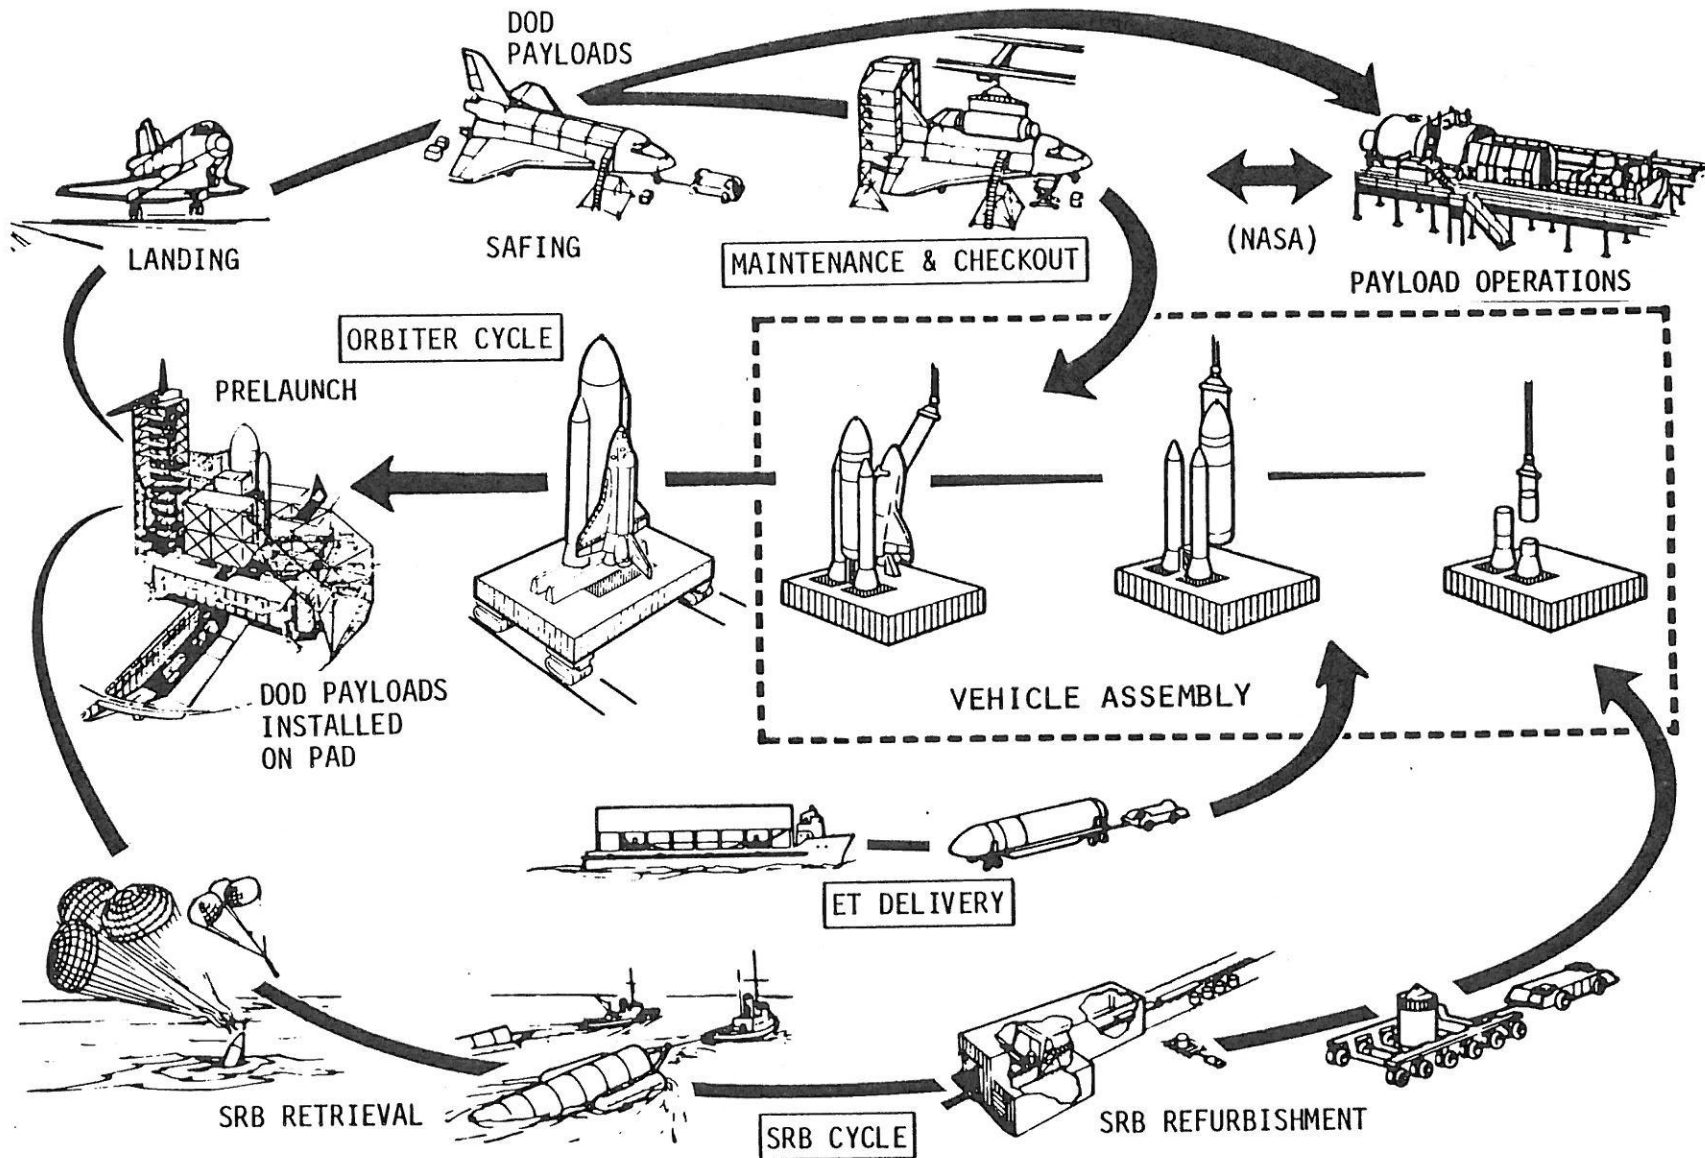 DOD
PAYLOADS
LANDING
SAFING
MAINTENANCE & CHECKOUT
(NASA)
PAYLOAD OPERATIONS
ORBITER CYCLE
PRELAUNCH
DOD PAYLOADS
INSTALLED
ON PAD
VEHICLE ASSEMBLY
ET DELIVERY
SRB RETRIEVAL
SRB CYCLE
SRB REFURBISHMENT